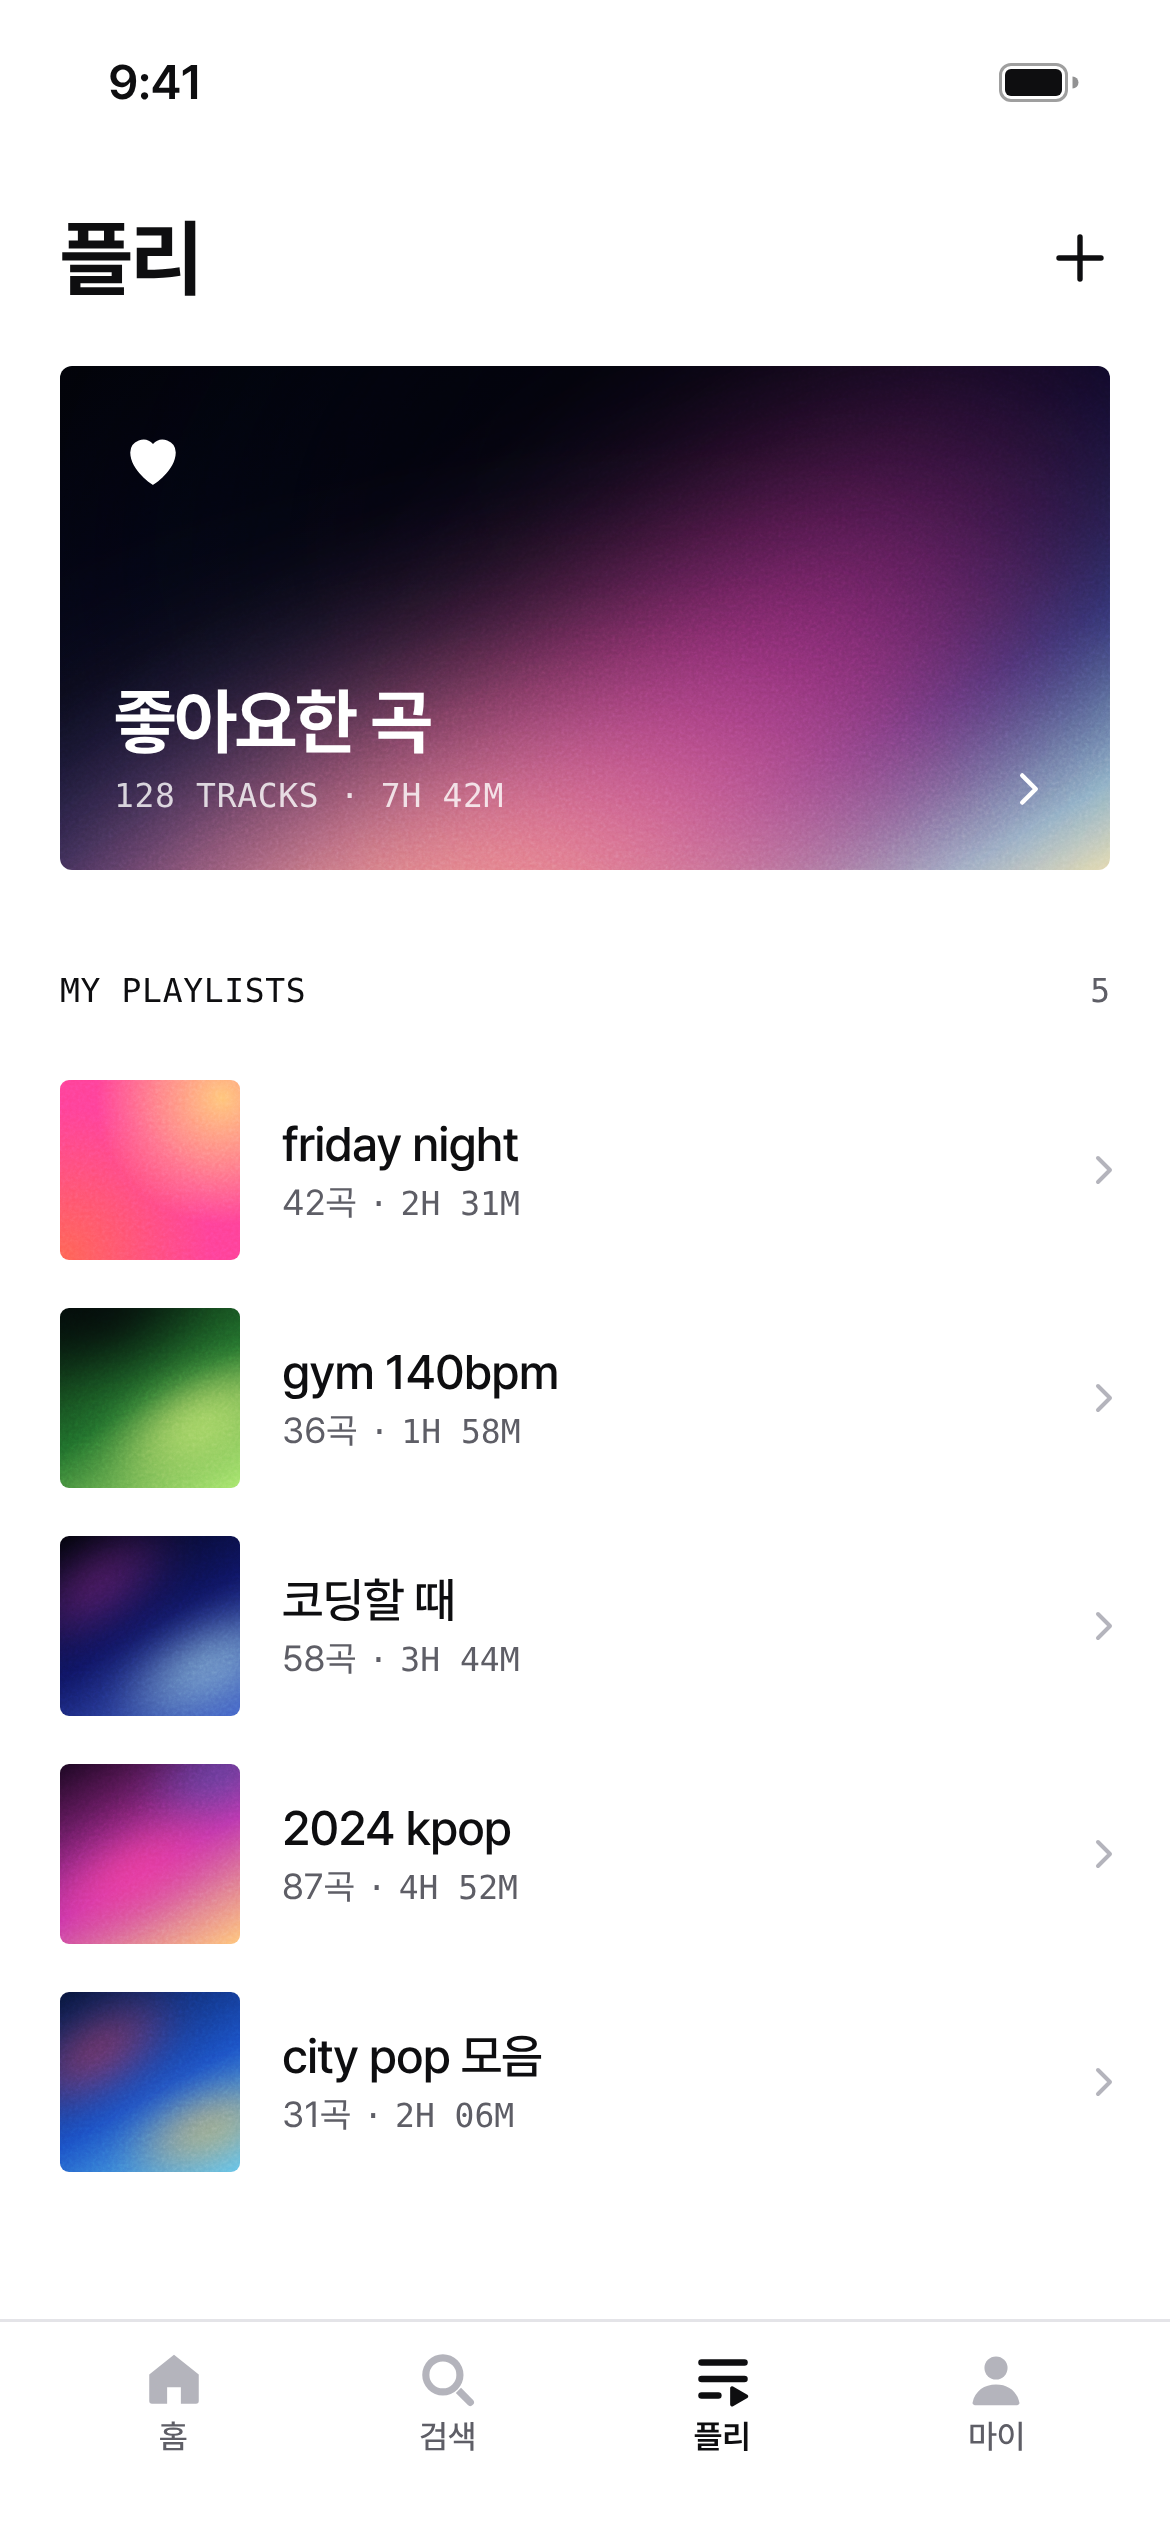 9:41
플리
좋아요한 곡
128 TRACKS · 7H 42M
MY PLAYLISTS 5
friday night
42곡 · 2H 31M
gym 140bpm
36곡 · 1H 58M
코딩할 때
58곡 · 3H 44M
2024 kpop
87곡 · 4H 52M
city pop 모음
31곡 · 2H 06M
홈 검색 플리 마이